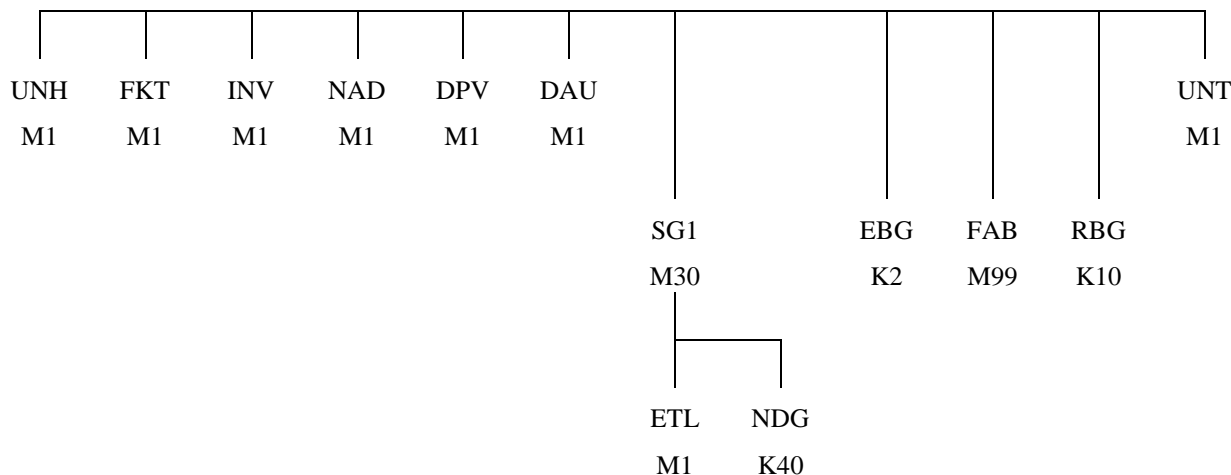 UNH FKT INV NAD DPV DAU UNT
M1 M1 M1 M1 M1 M1 M1
SG1 EBG FAB RBG
M30 K2 M99 K10
ETL NDG
M1 K40